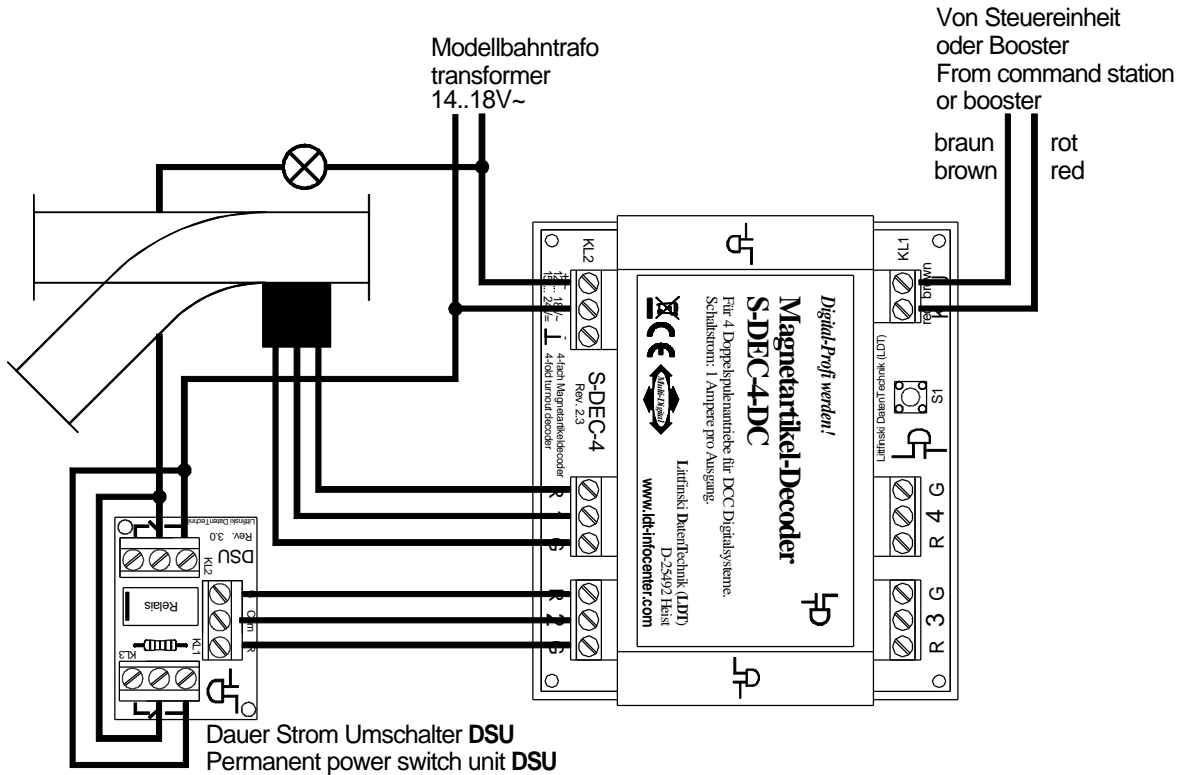 Modellbahntrafo
transformer
14..18V~
Von Steuereinheit
oder Booster
From command station
or booster
braun
brown
rot
red
KL2
4-fach Magnetartikeldecoder
4-fold turnout decoder
S-DEC-4
Rev. 2.3
R
1
G
R
2
G
Digital-Profi werden!
Magnetartikel-Decoder
S-DEC-4-DC
Für 4 Doppelspulenantriebe für DCC Digitalsysteme.
Schaltstrom: 1 Ampere pro Ausgang.
Multi-Digital
Littfinski DatenTechnik (LDT)
D-25492 Heist
www.ldt-infocenter.com
KL1
brown
Littfinski DatenTechnik (LDT)
S1
R 4 G
R 3 G
Littfinski DatenTechnik
Rev. 3.0
DSU
KL2
Relais
KL1
KL3
R
Dauer Strom Umschalter DSU
Permanent power switch unit DSU